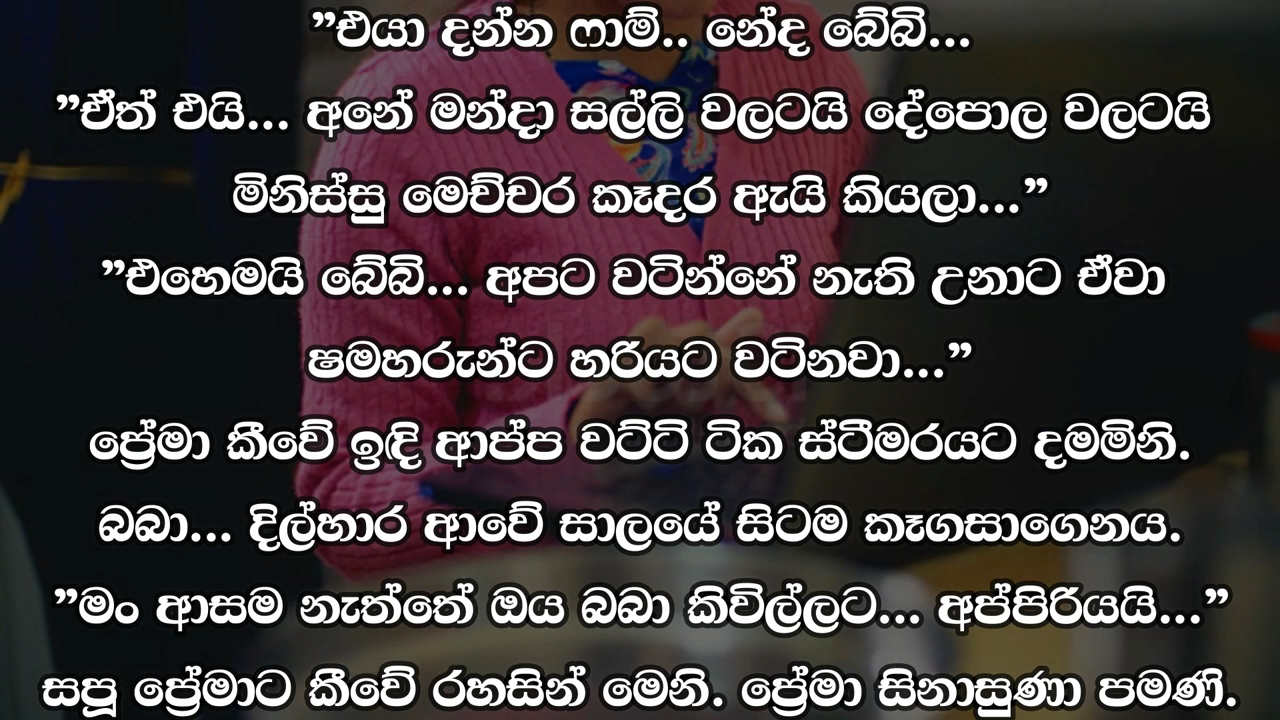 ”එයා දන්න ෆාම්.. නේද බේබි...
”ඒත් එයි... අනේ මන්දා සල්ලි වලටයි දේපොල වලටයි
මිනිස්සු මෙච්චර කෑදර ඇයි කියලා...”
”එහෙමයි බේබි... අපට වටින්නේ නැති උනාට ඒවා
ෂමහරුන්ට හරියට වටිනවා...”
ප්‍රේමා කීවේ ඉඳි ආප්ප වට්ටි ටික ස්ටීමරයට දමමිනි.
බබා... දිල්හාර ආවේ සාලයේ සිටම කෑගසාගෙනය.
”මං ආසම නැත්තේ ඔය බබා කිවිල්ලට... අප්පිරියයි...”
සපූ ප්‍රේමාට කීවේ රහසින් මෙනි. ප්‍රේමා සිනාසුණා පමණි.